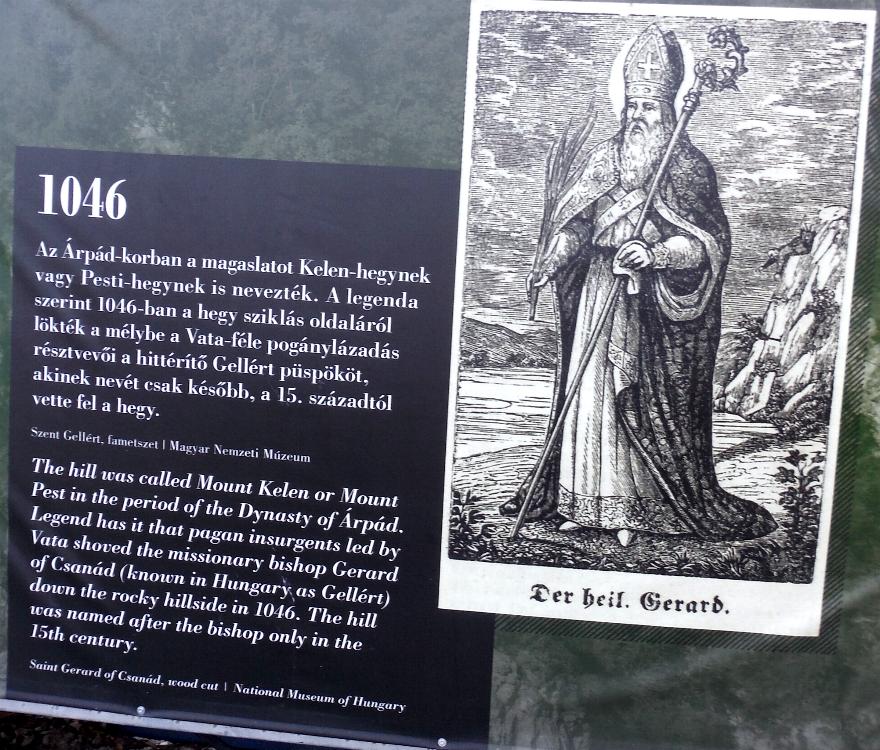 1046
Az Árpád-korban a magaslatot Kelen-hegynek
vagy Pesti-hegynek is nevezték. A legenda
szerint 1046-ban a hegy sziklás oldaláról
lökték a mélybe a Vata-féle pogánylázadás
résztvevői a hittérítő Gellért püspököt,
akinek nevét csak később, a 15. századtól
vette fel a hegy.
Szent Gellért, fametszet | Magyar Nemzeti Múzeum
The hill was called Mount Kelen or Mount
Pest in the period of the Dynasty of Árpád.
Legend has it that pagan insurgents led by
Vata shoved the missionary bishop Gerard
of Csanád (known in Hungary as Gellért)
down the rocky hillside in 1046. The hill
was named after the bishop only in the
15th century.
Saint Gerard of Csanád, wood cut | National Museum of Hungary
Der heil. Gerard.